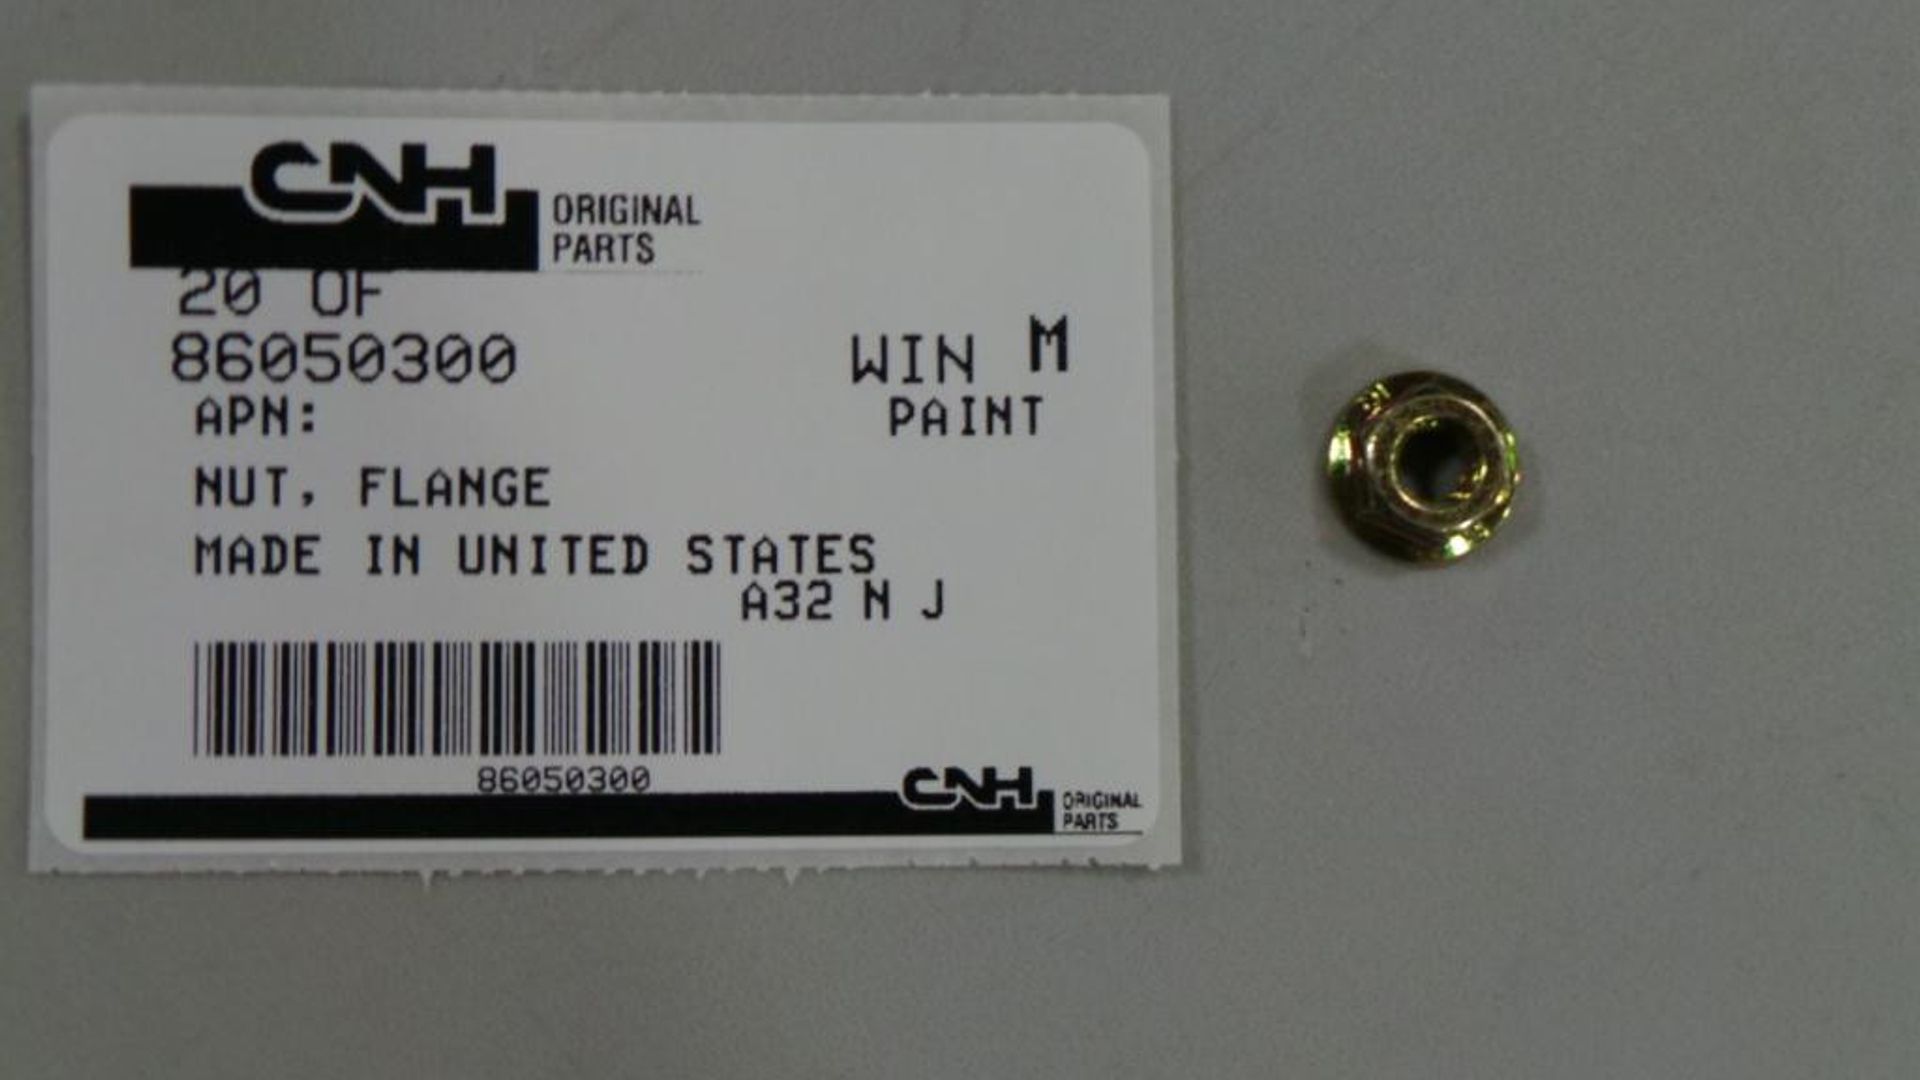 CNH ORIGINAL
PARTS
20 OF
86050300
WIN M
APN:
PAINT
NUT, FLANGE
MADE IN UNITED STATES
A32 N J
86050300
CNH ORIGINAL
PARTS